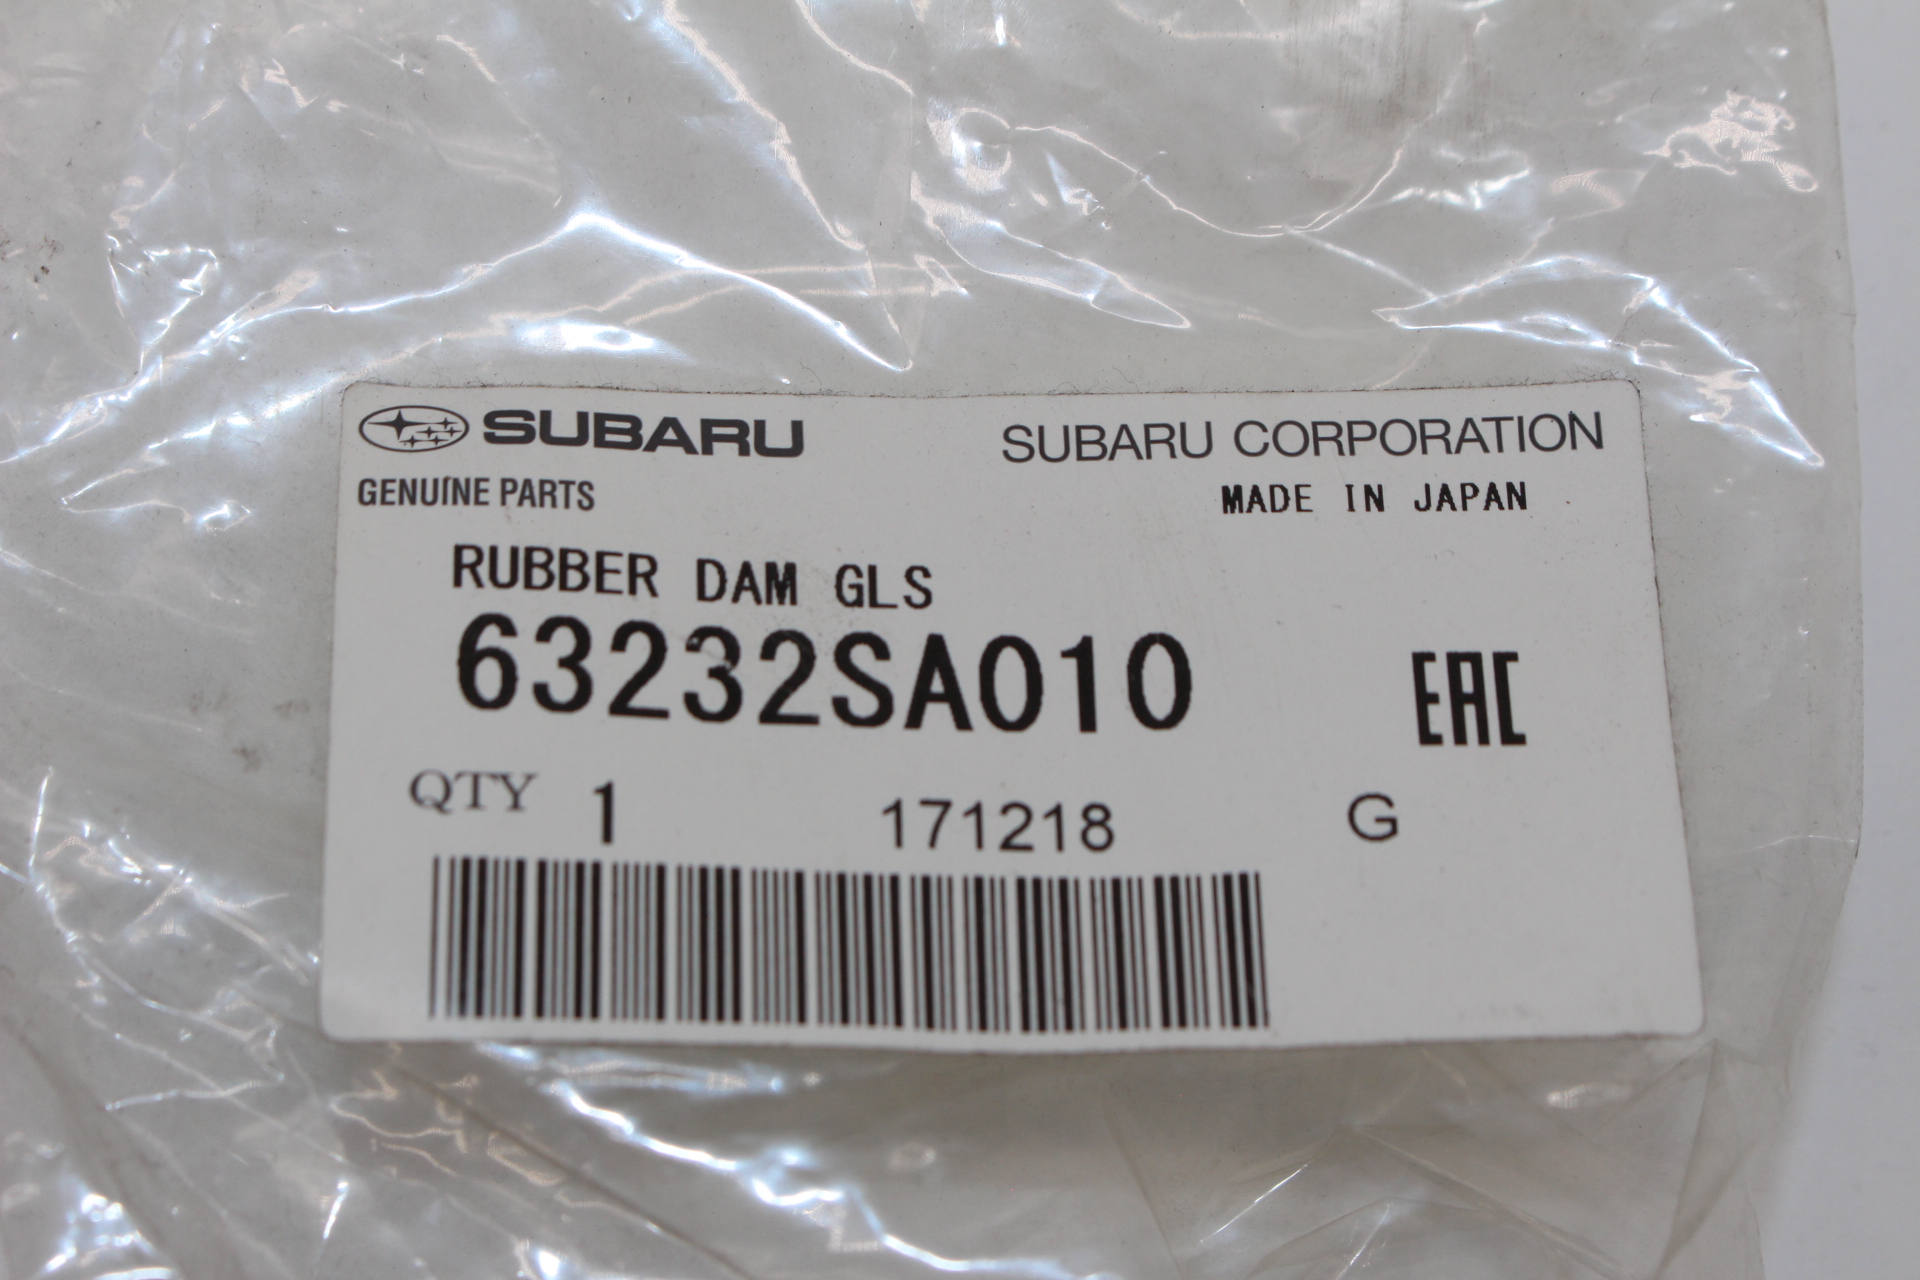 SUBARU SUBARU CORPORATION
GENUINE PARTS MADE IN JAPAN
RUBBER DAM GLS
63232SA010 EAC
QTY 1 171218 G